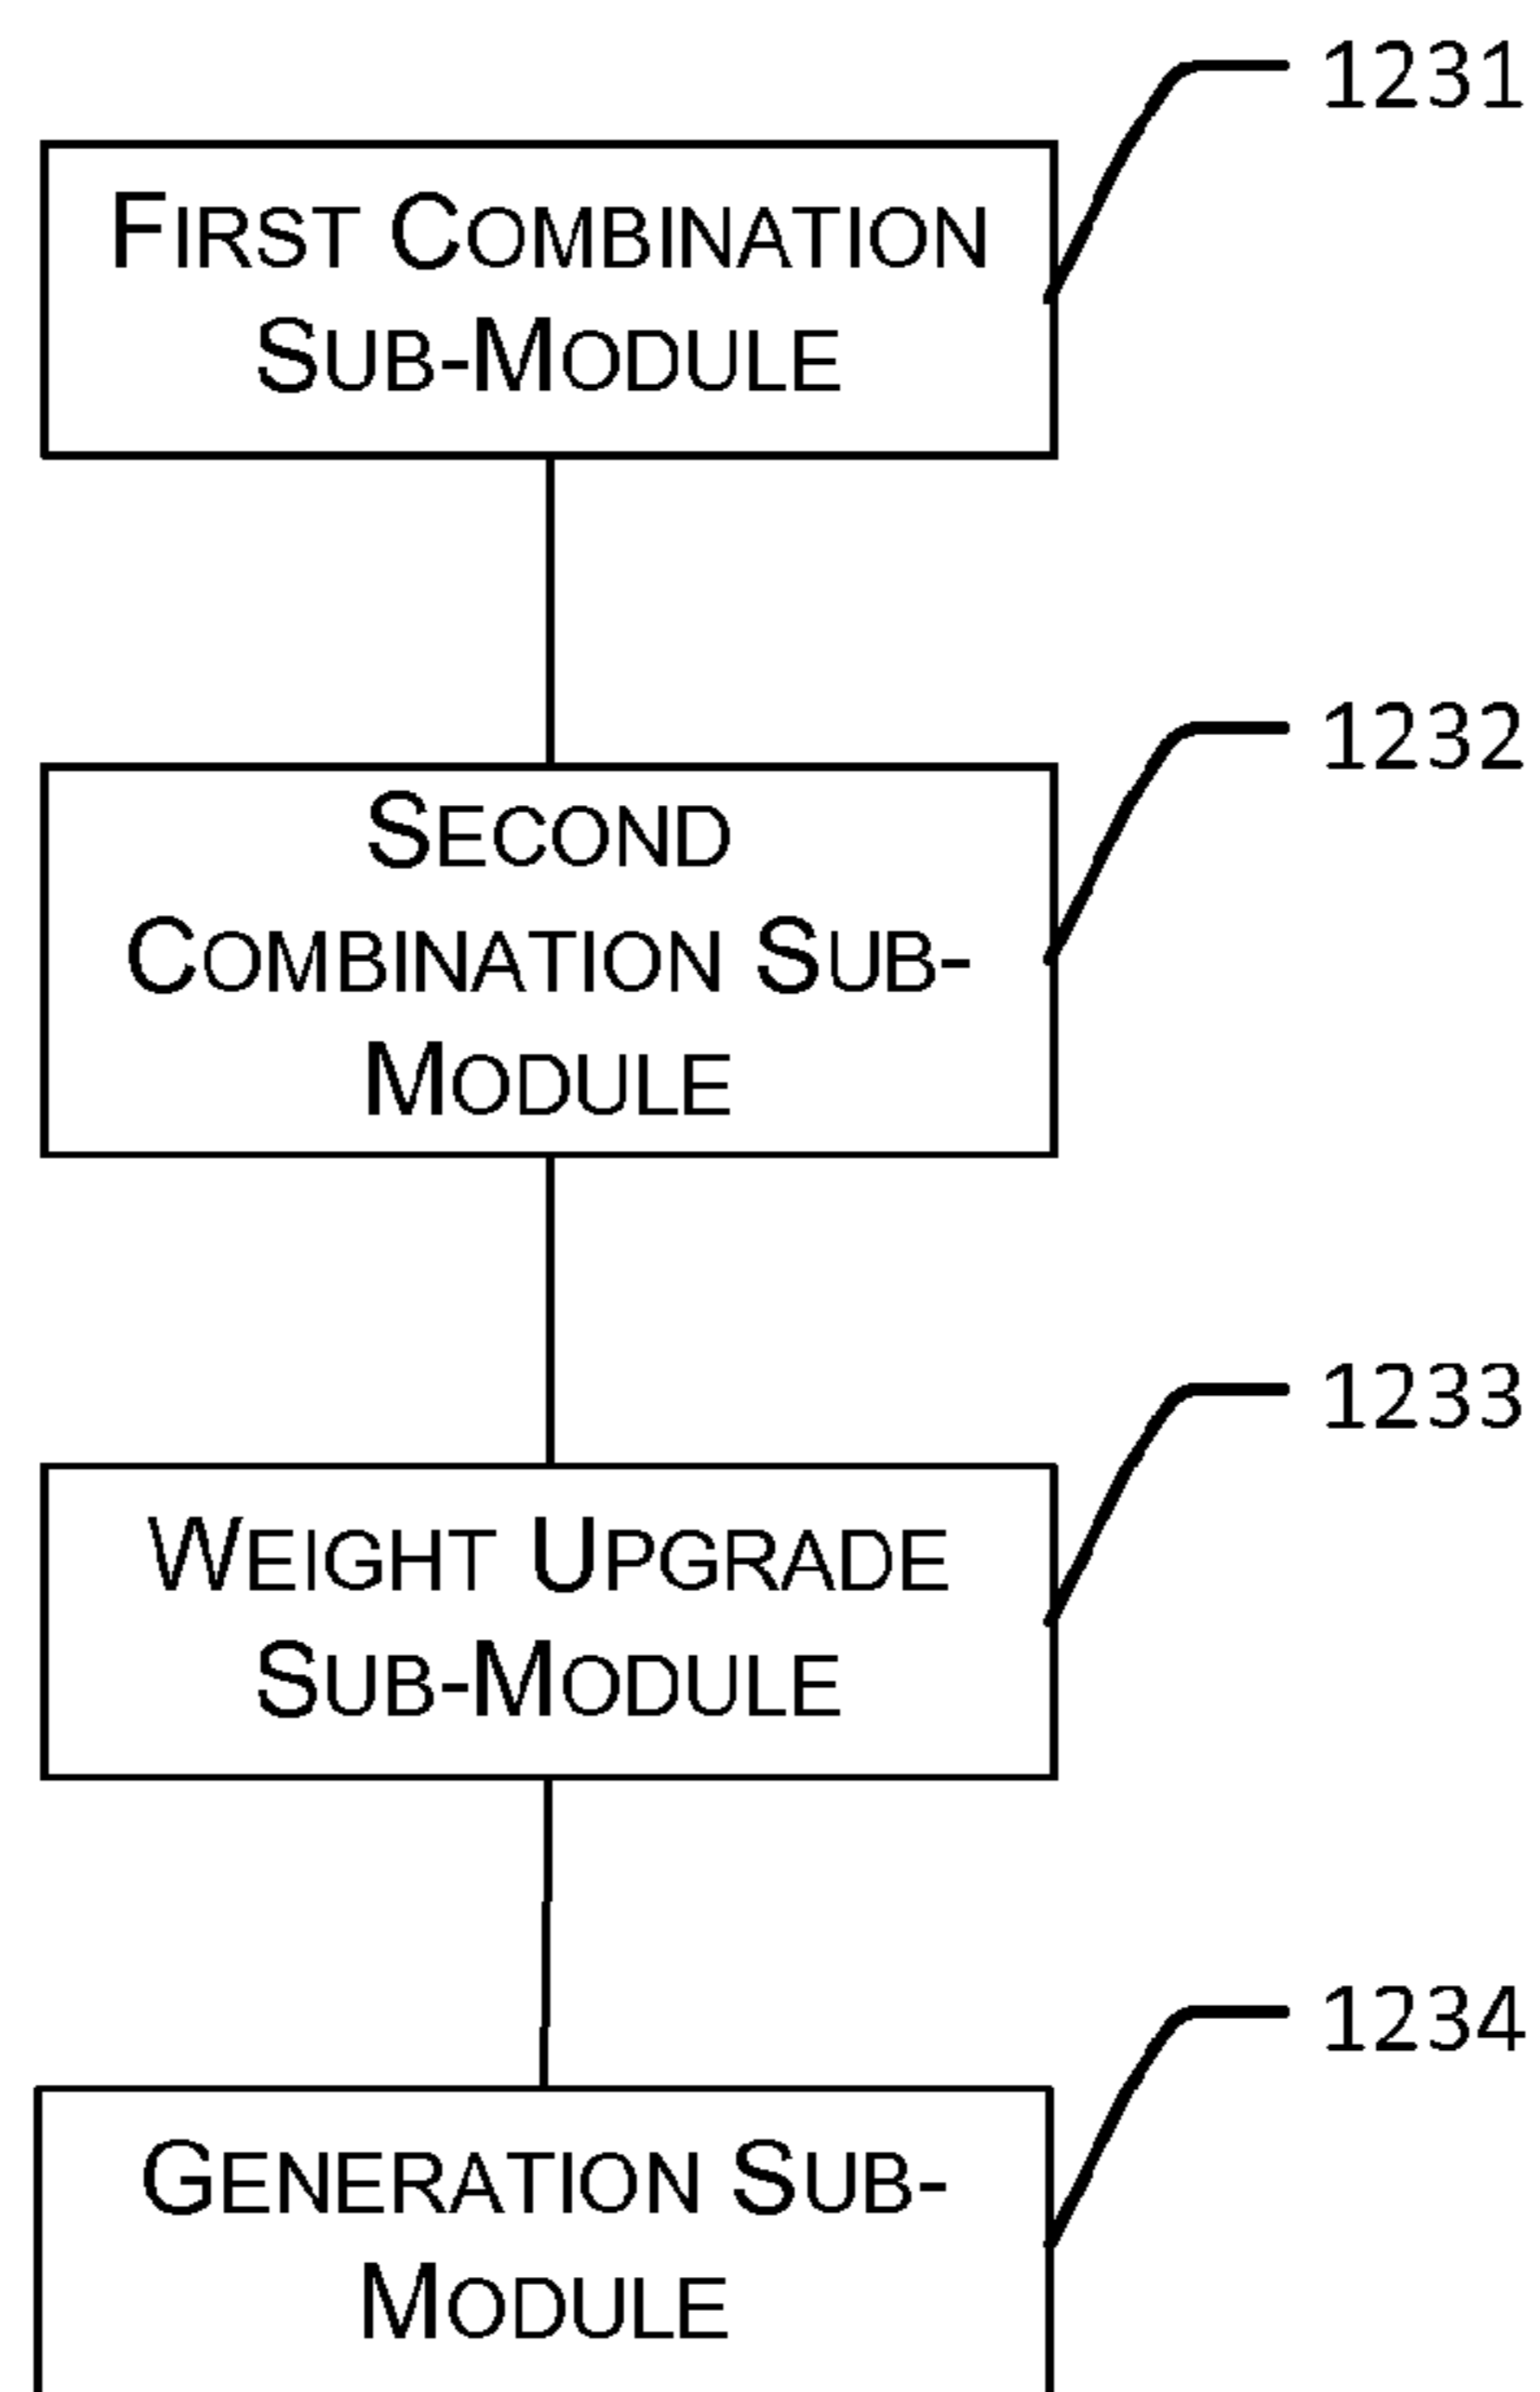 1231
FIRST COMBINATION
SUB-MODULE
1232
SECOND
COMBINATION SUB-
MODULE
1233
WEIGHT UPGRADE
SUB-MODULE
1234
GENERATION SUB-
MODULE